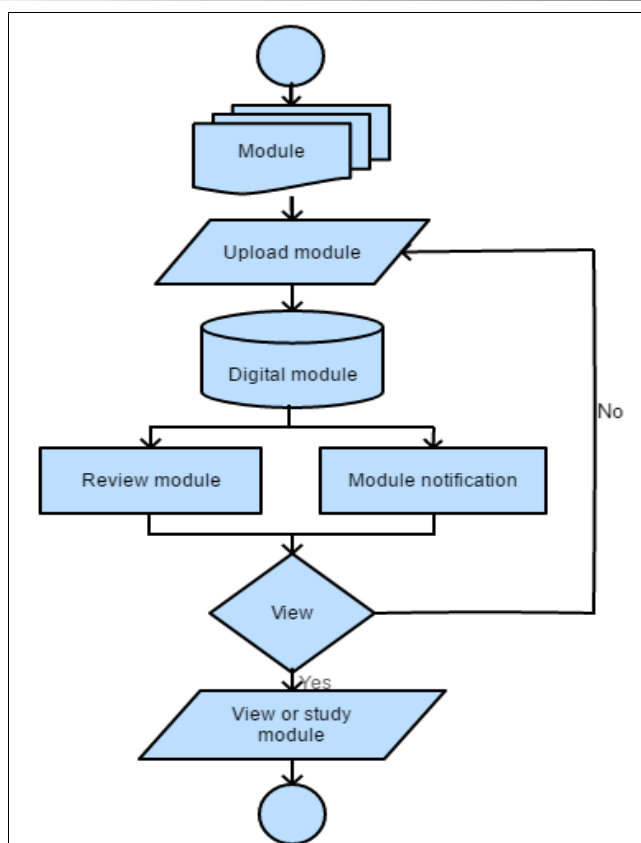 Module
Upload module
Digital module
Review module
Module notification
No
View
Yes
View or study
module